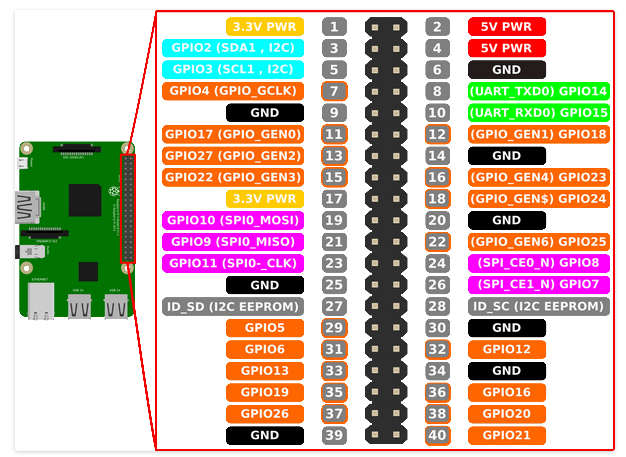 3.3V PWR 1 2 5V PWR
GPIO2 (SDA1 , I2C) 3 4 5V PWR
GPIO3 (SCL1 , I2C) 5 6 GND
GPIO4 (GPIO_GCLK) 7 8 (UART_TXD0) GPIO14
GND 9 10 (UART_RXD0) GPIO15
GPIO17 (GPIO_GEN0) 11 12 (GPIO_GEN1) GPIO18
GPIO27 (GPIO_GEN2) 13 14 GND
GPIO22 (GPIO_GEN3) 15 16 (GPIO_GEN4) GPIO23
3.3V PWR 17 18 (GPIO_GEN$) GPIO24
GPIO10 (SPI0_MOSI) 19 20 GND
GPIO9 (SPI0_MISO) 21 22 (GPIO_GEN6) GPIO25
GPIO11 (SPI0-_CLK) 23 24 (SPI_CE0_N) GPIO8
GND 25 26 (SPI_CE1_N) GPIO7
ID_SD (I2C EEPROM) 27 28 ID_SC (I2C EEPROM)
GPIO5 29 30 GND
GPIO6 31 32 GPIO12
GPIO13 33 34 GND
GPIO19 35 36 GPIO16
GPIO26 37 38 GPIO20
GND 39 40 GPIO21